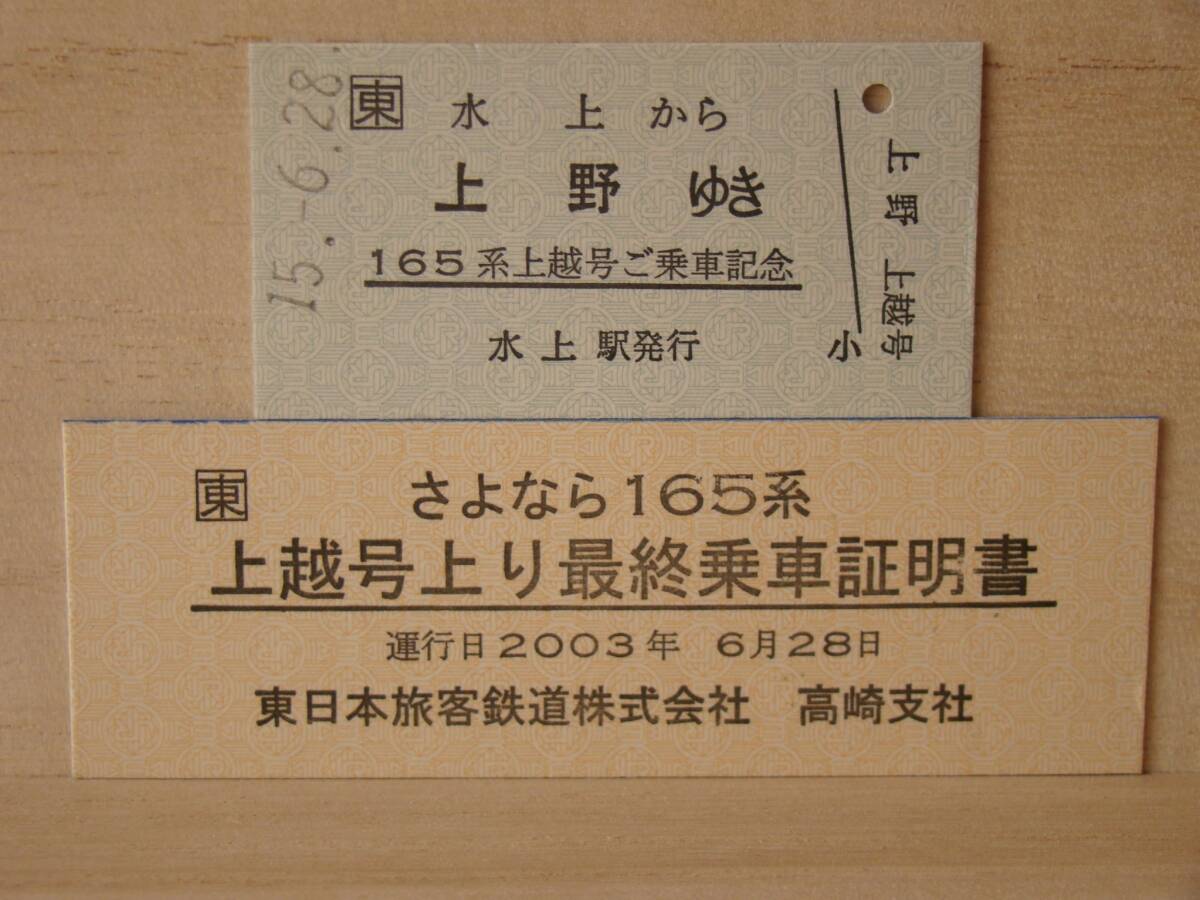 15.-6.28
東 水上から
上野ゆき
165系上越号ご乗車記念
水上駅発行
小
上野 上越号
東 さよなら165系
上越号上り最終乗車証明書
運行日2003年 6月28日
東日本旅客鉄道株式会社 高崎支社